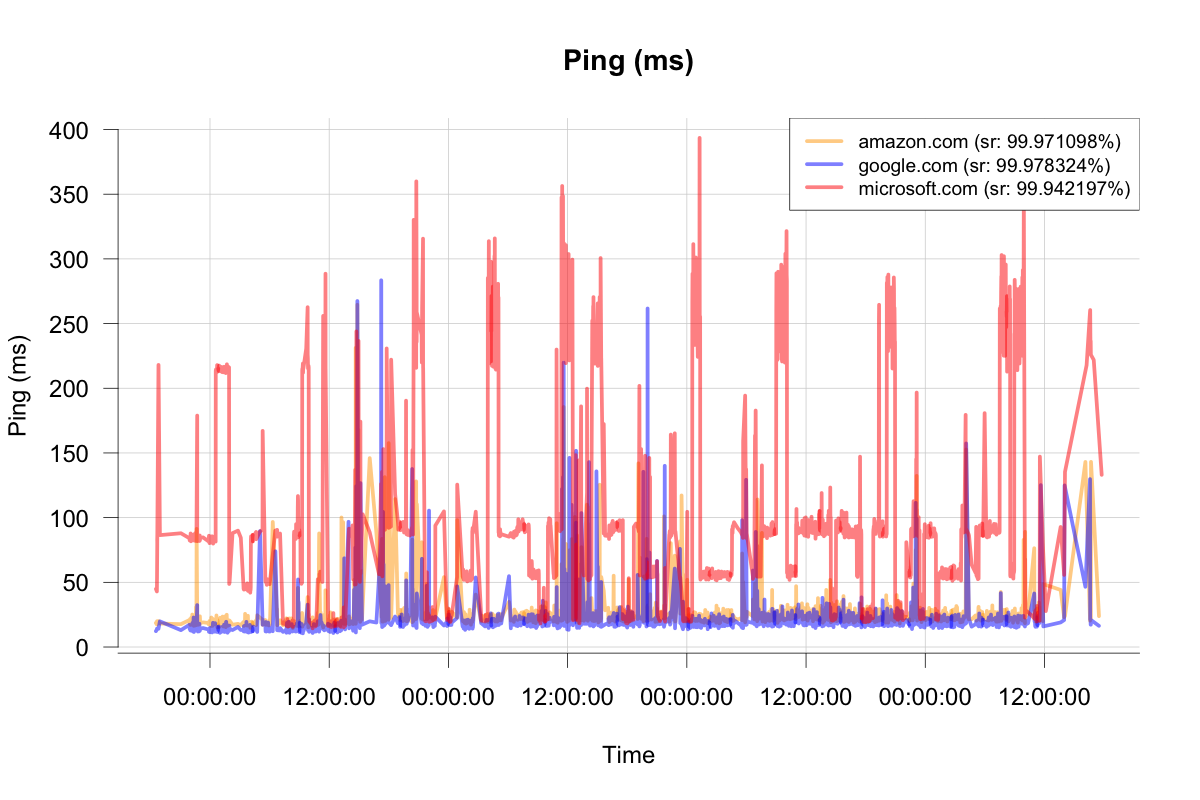 Ping (ms)
amazon.com (sr: 99.971098%)
google.com (sr: 99.978324%)
microsoft.com (sr: 99.942197%)
400
350
300
250
200
150
100
50
0
Ping (ms)
00:00:00 12:00:00 00:00:00 12:00:00 00:00:00 12:00:00 00:00:00 12:00:00
Time